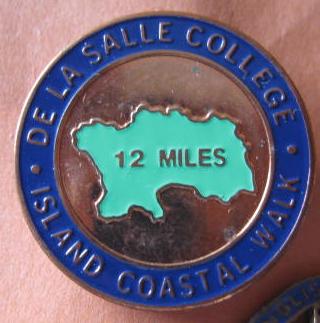 • DE LA SALLE COLLEGE •
12 MILES
ISLAND COASTAL WALK